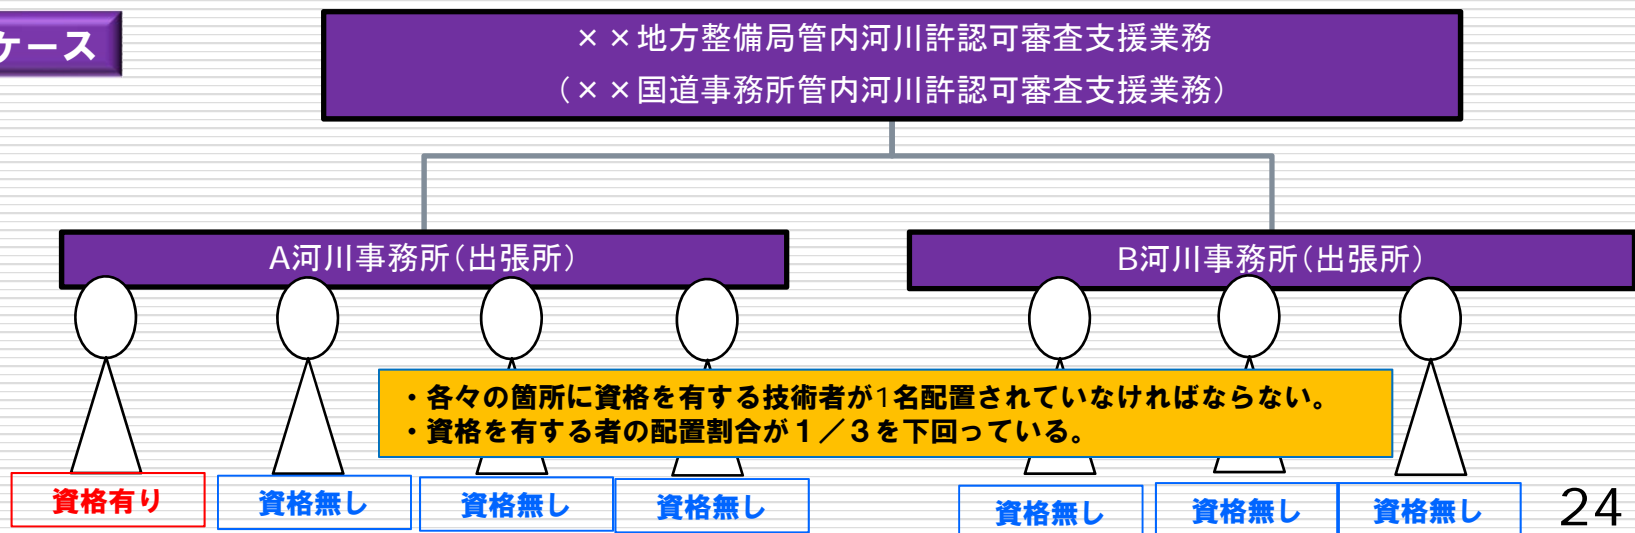 ケース
××地方整備局管内河川許認可審査支援業務
（××国道事務所管内河川許認可審査支援業務）
A河川事務所（出張所）
B河川事務所（出張所）
・各々の箇所に資格を有する技術者が1名配置されていなければならない。
・資格を有する者の配置割合が１／３を下回っている。
資格有り
資格無し
資格無し
資格無し
資格無し
資格無し
資格無し
24